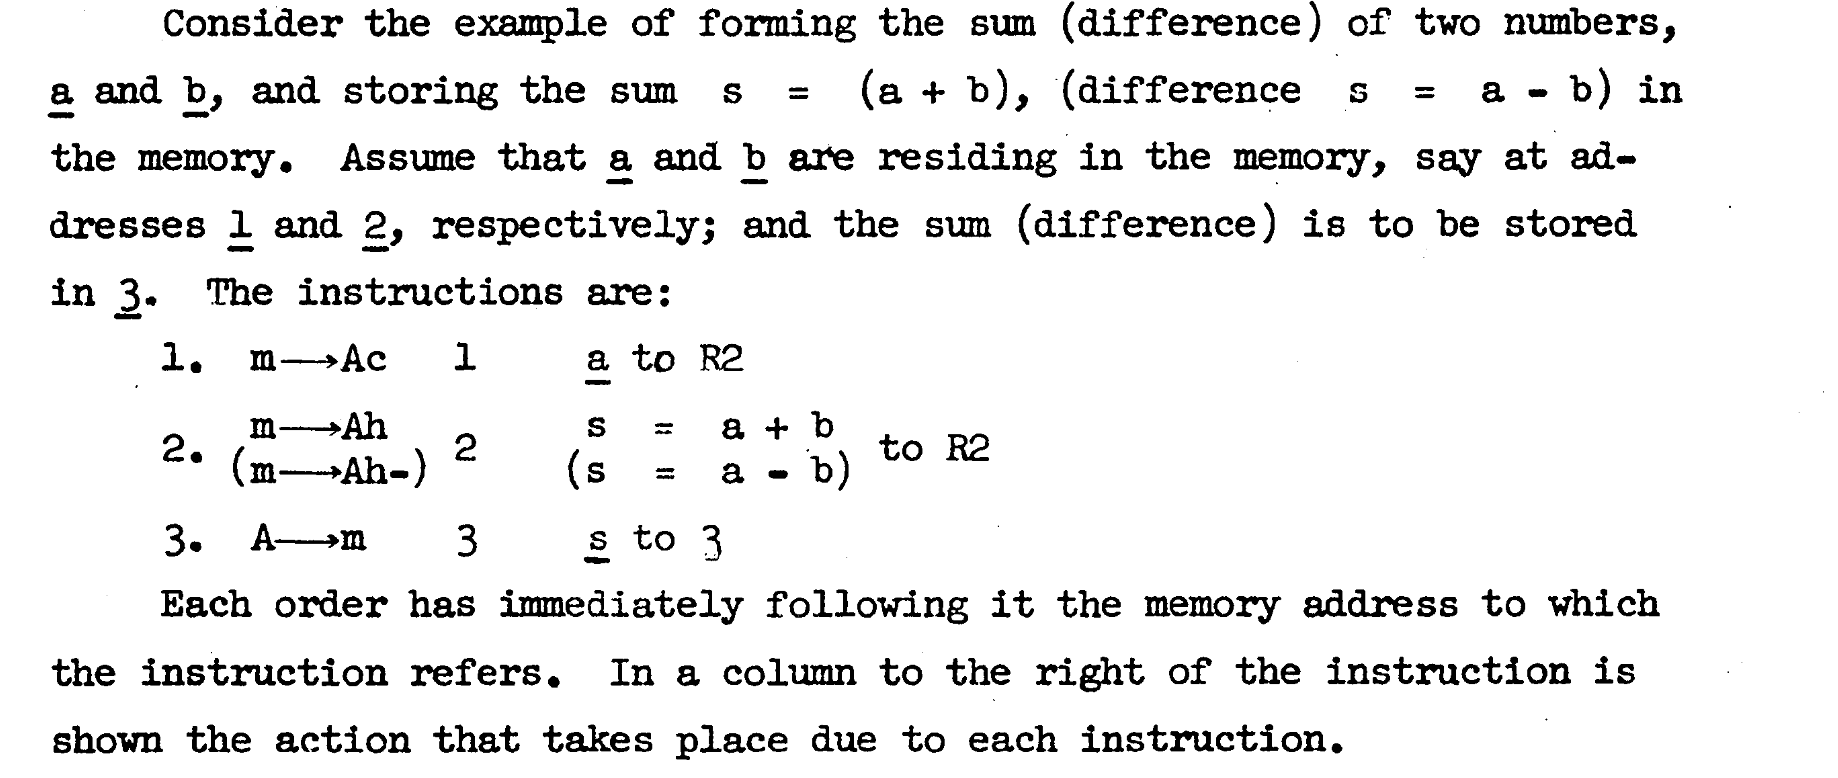 Consider the example of forming the sum (difference) of two numbers,
a and b, and storing the sum s = (a + b), (difference s = a - b) in
the memory. Assume that a and b are residing in the memory, say at ad-
dresses 1 and 2, respectively; and the sum (difference) is to be stored
in 3. The instructions are:
1. m⟶Ac 1 a to R2
m⟶Ah s = a + b
2. 2 to R2
(m⟶Ah-) (s = a - b)
3. A⟶m 3 s to 3
Each order has immediately following it the memory address to which
the instruction refers. In a column to the right of the instruction is
shown the action that takes place due to each instruction.